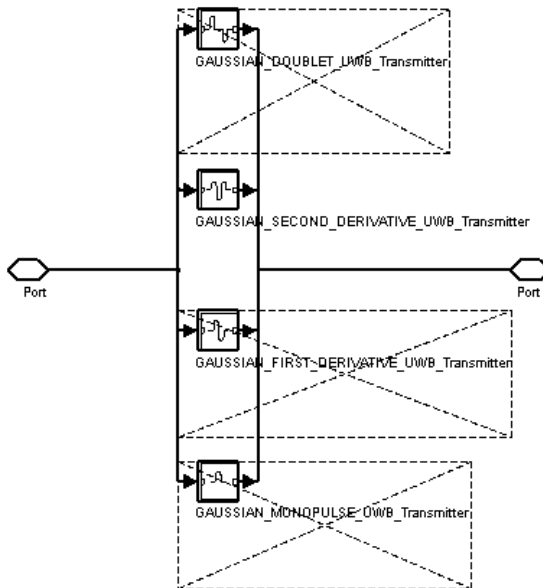 GAUSSIAN_DOUBLET_UWB_Transmitter
GAUSSIAN_SECOND_DERIVATIVE_UWB_Transmitter
Port
Port
GAUSSIAN_FIRST_DERIVATIVE_UWB_Transmitter
GAUSSIAN_MONOPULSE_UWB_Transmitter